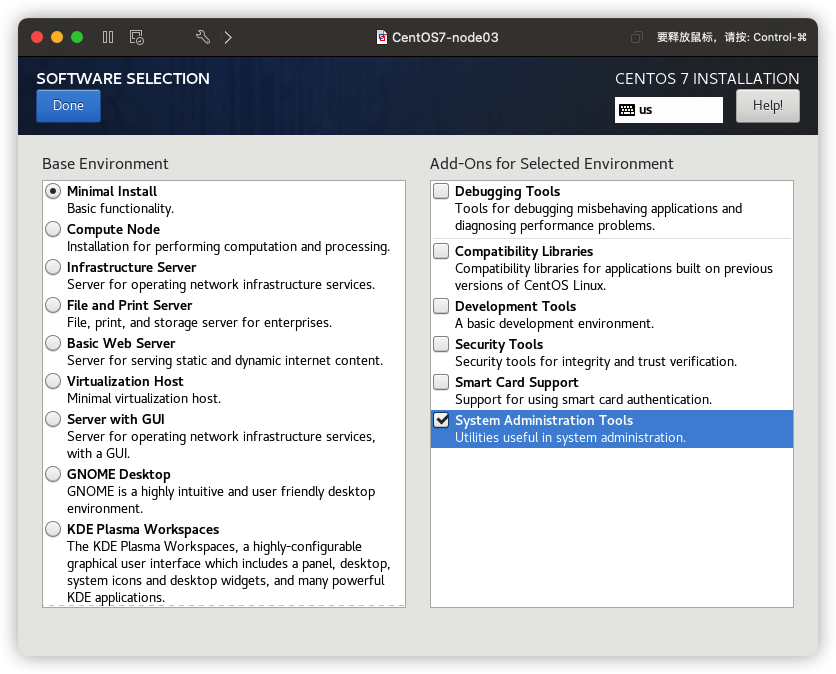 CentOS7-node03
要释放鼠标，请按: Control-⌘
SOFTWARE SELECTION
CENTOS 7 INSTALLATION
Done
us
Help!
Base Environment
Minimal Install
Basic functionality.
Compute Node
Installation for performing computation and processing.
Infrastructure Server
Server for operating network infrastructure services.
File and Print Server
File, print, and storage server for enterprises.
Basic Web Server
Server for serving static and dynamic internet content.
Virtualization Host
Minimal virtualization host.
Server with GUI
Server for operating network infrastructure services,
with a GUI.
GNOME Desktop
GNOME is a highly intuitive and user friendly desktop
environment.
KDE Plasma Workspaces
The KDE Plasma Workspaces, a highly-configurable
graphical user interface which includes a panel, desktop,
system icons and desktop widgets, and many powerful
KDE applications.
Add-Ons for Selected Environment
Debugging Tools
Tools for debugging misbehaving applications and
diagnosing performance problems.
Compatibility Libraries
Compatibility libraries for applications built on previous
versions of CentOS Linux.
Development Tools
A basic development environment.
Security Tools
Security tools for integrity and trust verification.
Smart Card Support
Support for using smart card authentication.
System Administration Tools
Utilities useful in system administration.